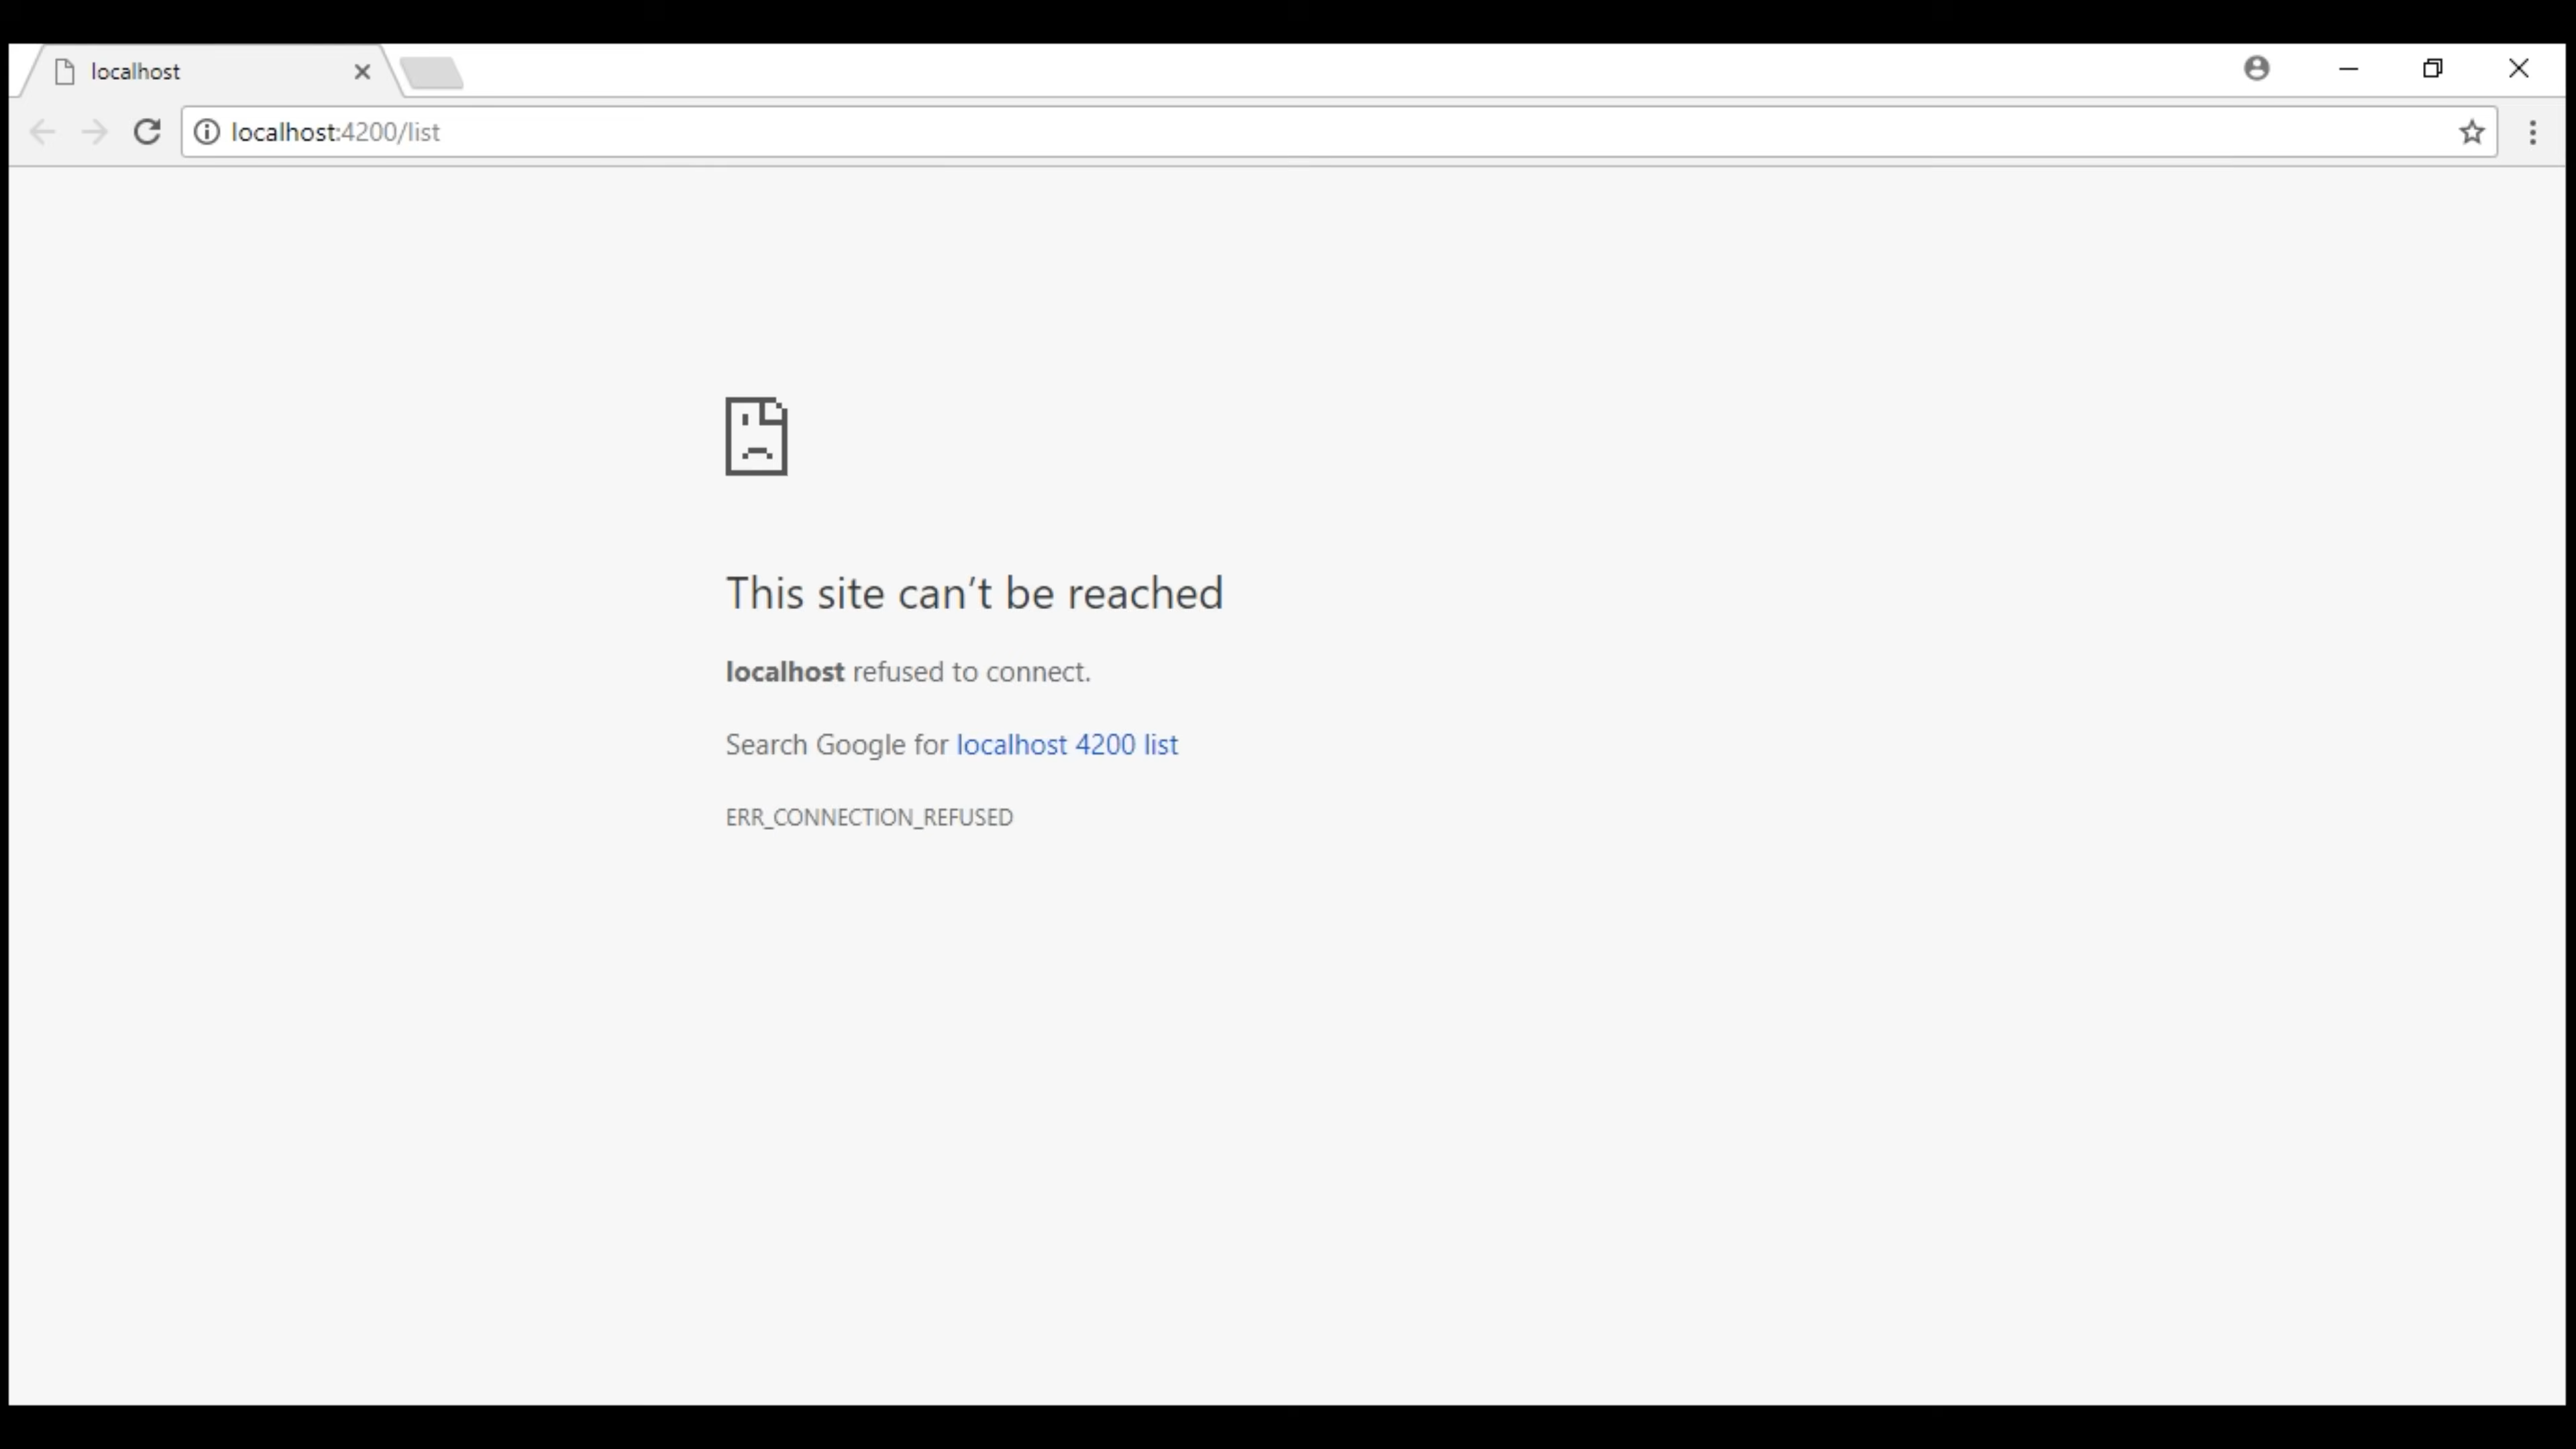 localhost
localhost:4200/list
This site can’t be reached
localhost refused to connect.
Search Google for localhost 4200 list
ERR_CONNECTION_REFUSED